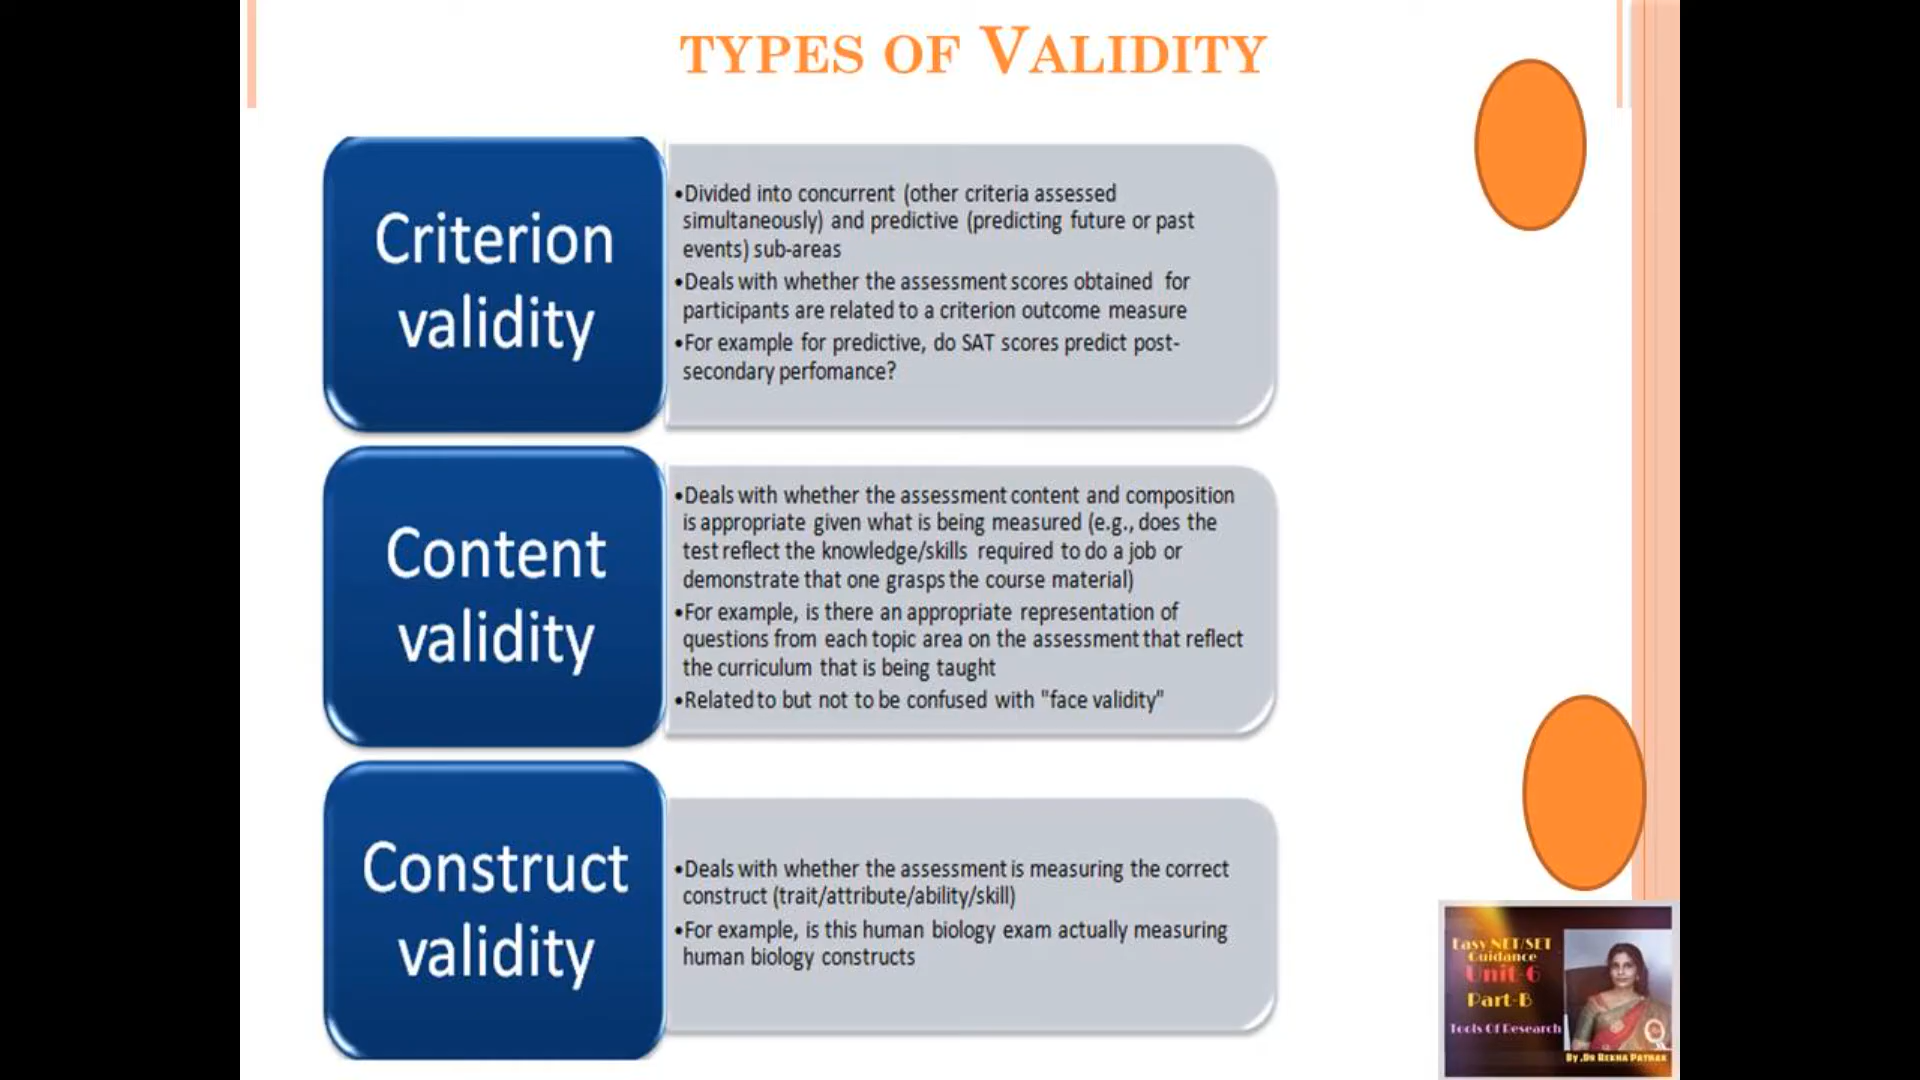 TYPES OF VALIDITY
Criterion
validity
•Divided into concurrent (other criteria assessed
simultaneously) and predictive (predicting future or past
events) sub-areas
•Deals with whether the assessment scores obtained for
participants are related to a criterion outcome measure
•For example for predictive, do SAT scores predict post-
secondary perfomance?
Content
validity
•Deals with whether the assessment content and composition
is appropriate given what is being measured (e.g., does the
test reflect the knowledge/skills required to do a job or
demonstrate that one grasps the course material)
•For example, is there an appropriate representation of
questions from each topic area on the assessment that reflect
the curriculum that is being taught
•Related to but not to be confused with "face validity"
Construct
validity
•Deals with whether the assessment is measuring the correct
construct (trait/attribute/ability/skill)
•For example, is this human biology exam actually measuring
human biology constructs
Easy NET/SET
Guidance
Unit-6
Part-B
Tools Of Research
By ,Dr Rekha Pathak